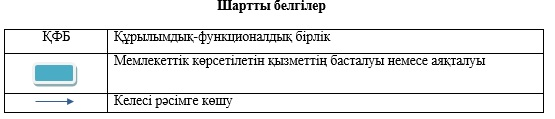 Шартты белгілер
ҚФБ Құрылымдық-функционалдық бірлік
Мемлекеттік көрсетілетін қызметтің басталуы немесе аяқталуы
Келесі рәсімге көшу